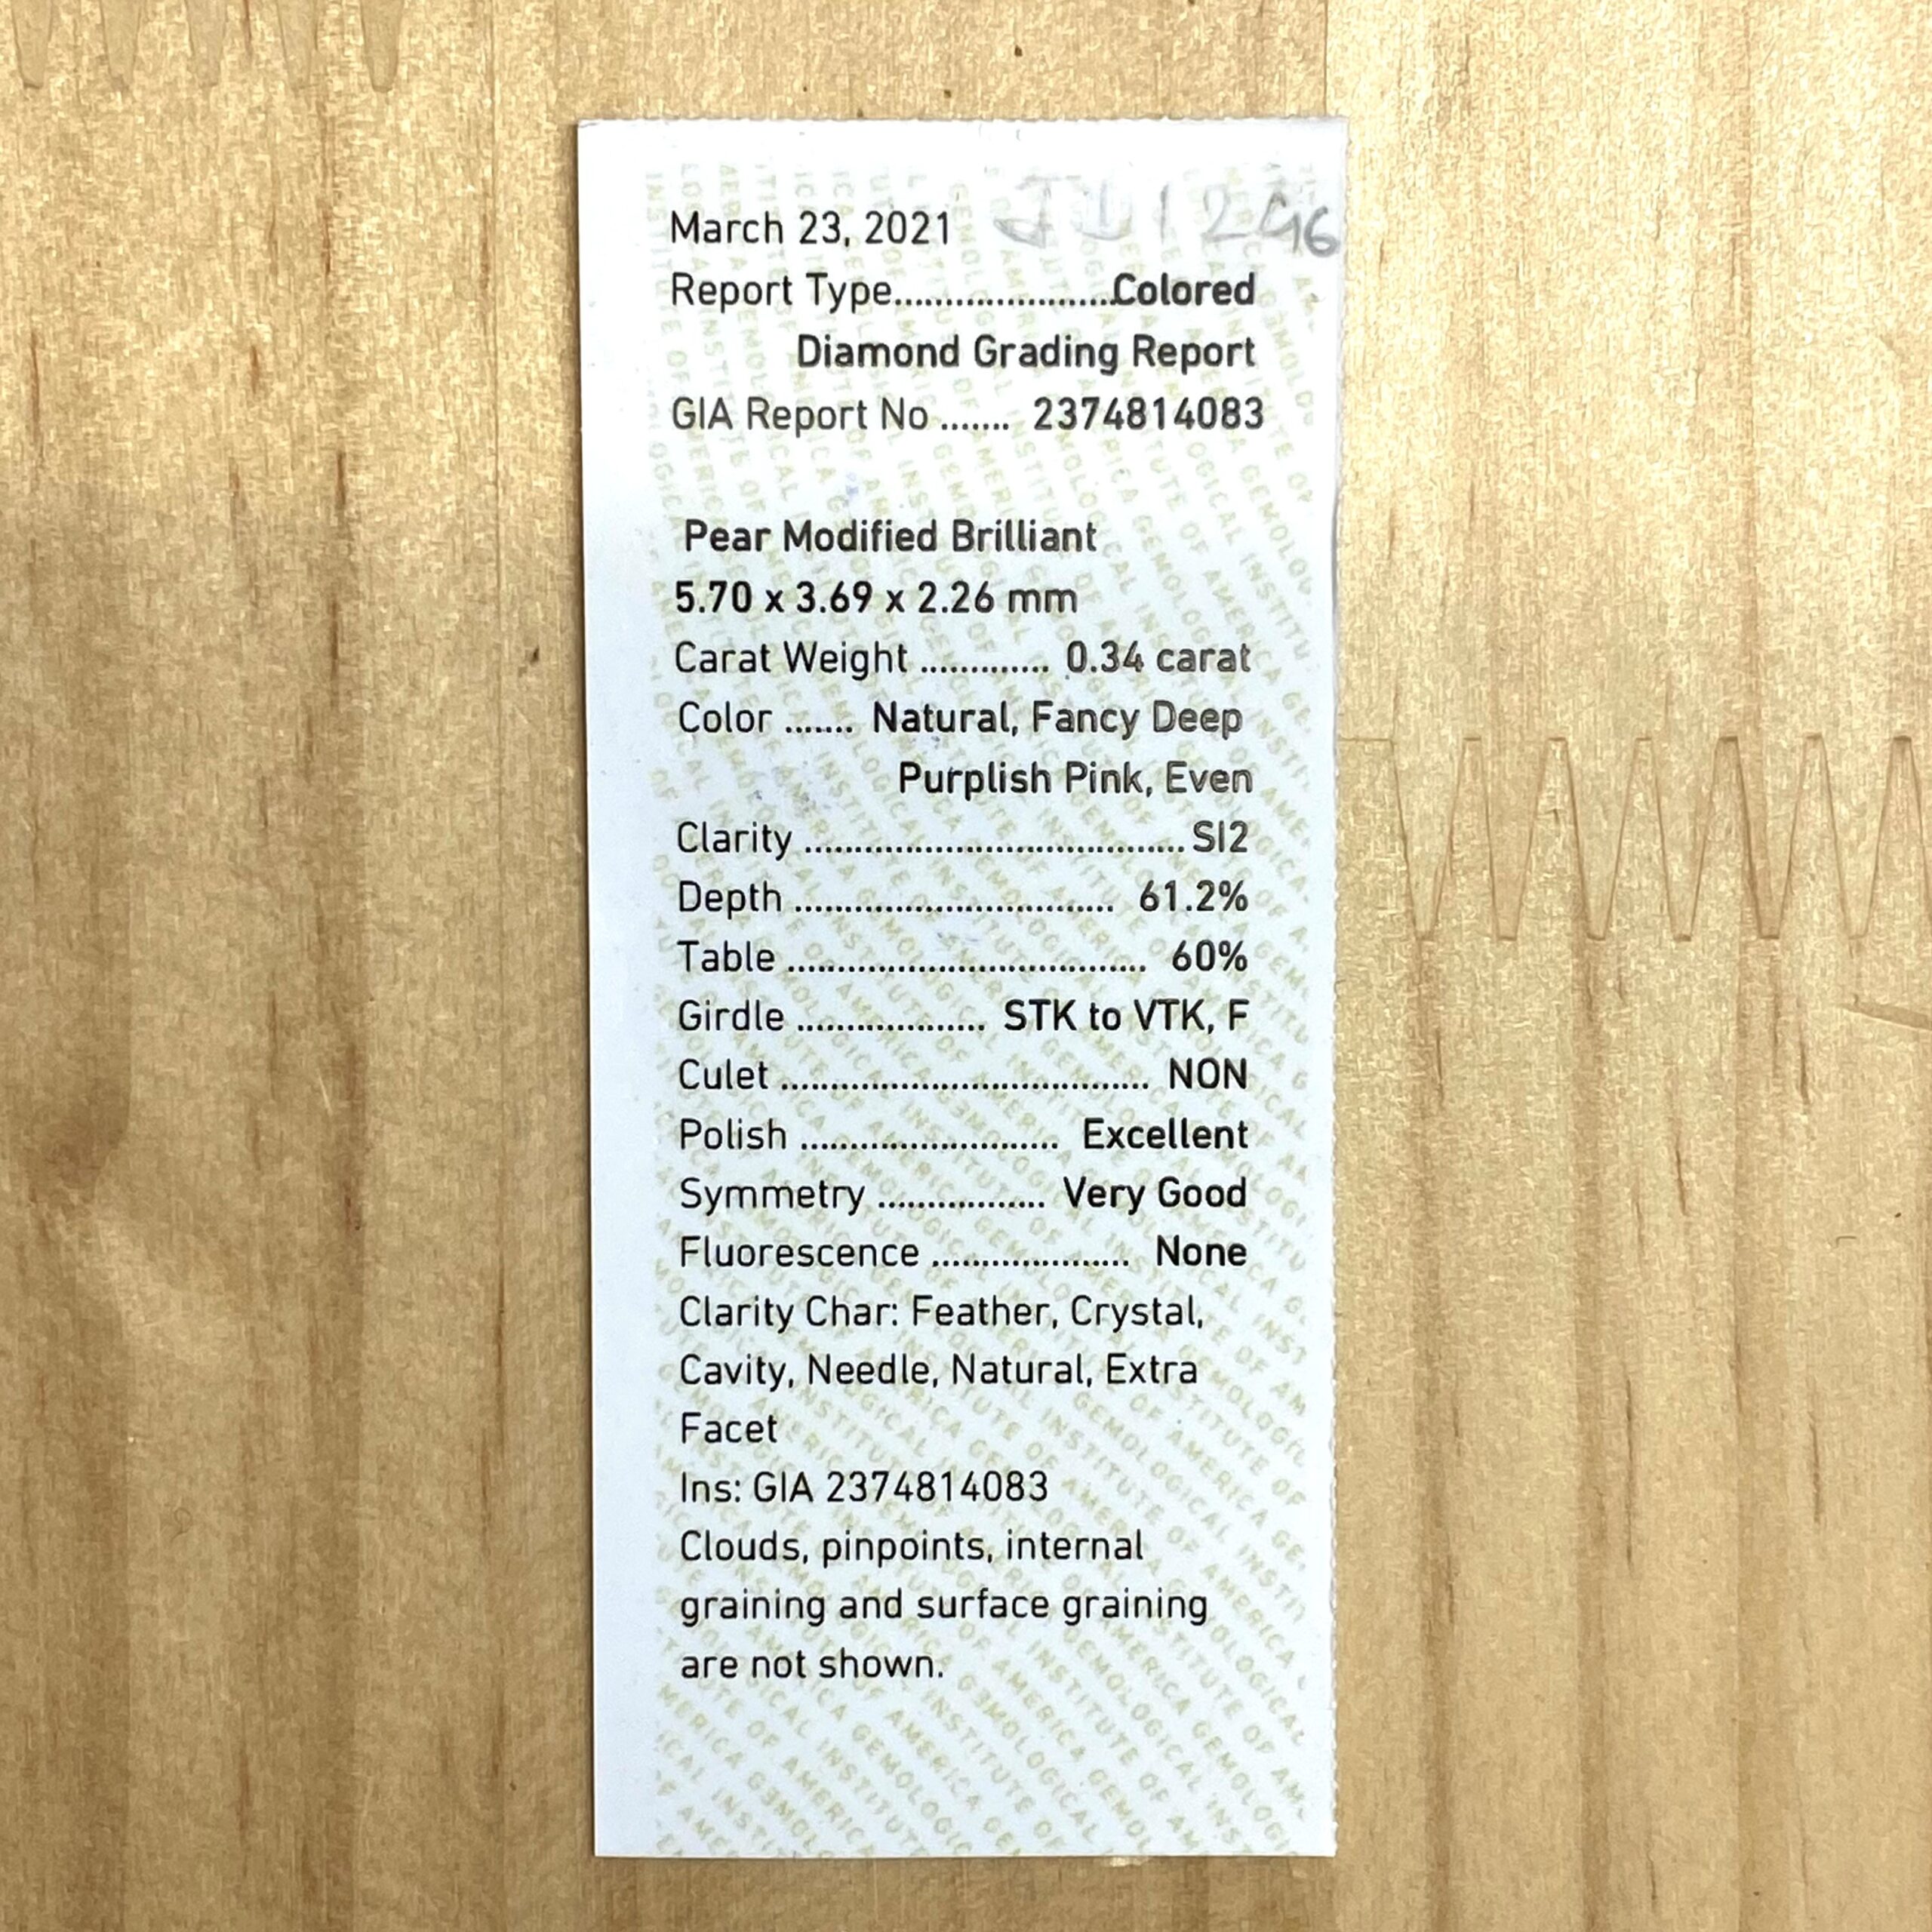 March 23, 2021
Report Type......................Colored
Diamond Grading Report
GIA Report No ....... 2374814083
Pear Modified Brilliant
5.70 x 3.69 x 2.26 mm
Carat Weight ............. 0.34 carat
Color ....... Natural, Fancy Deep
Purplish Pink, Even
Clarity ...................................... SI2
Depth ................................ 61.2%
Table .................................... 60%
Girdle ................... STK to VTK, F
Culet ..................................... NON
Polish .......................... Excellent
Symmetry ................. Very Good
Fluorescence .................... None
Clarity Char: Feather, Crystal,
Cavity, Needle, Natural, Extra
Facet
Ins: GIA 2374814083
Clouds, pinpoints, internal
graining and surface graining
are not shown.